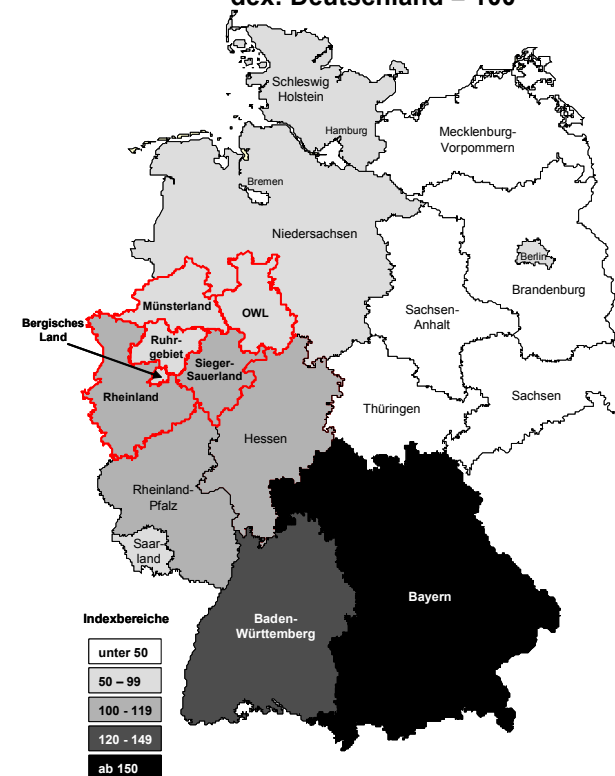 dex: Deutschland = 100
Schleswig
Holstein
Hamburg
Mecklenburg-
Vorpommern
Bremen
Niedersachsen
Berlin
Brandenburg
Münsterland
OWL
Sachsen-
Anhalt
Bergisches
Land
Ruhr-
gebiet
Sieger-
Sauerland
Rheinland
Sachsen
Thüringen
Hessen
Rheinland-
Pfalz
Saar-
land
Bayern
Baden-
Württemberg
Indexbereiche
unter 50
50 – 99
100 - 119
120 - 149
ab 150